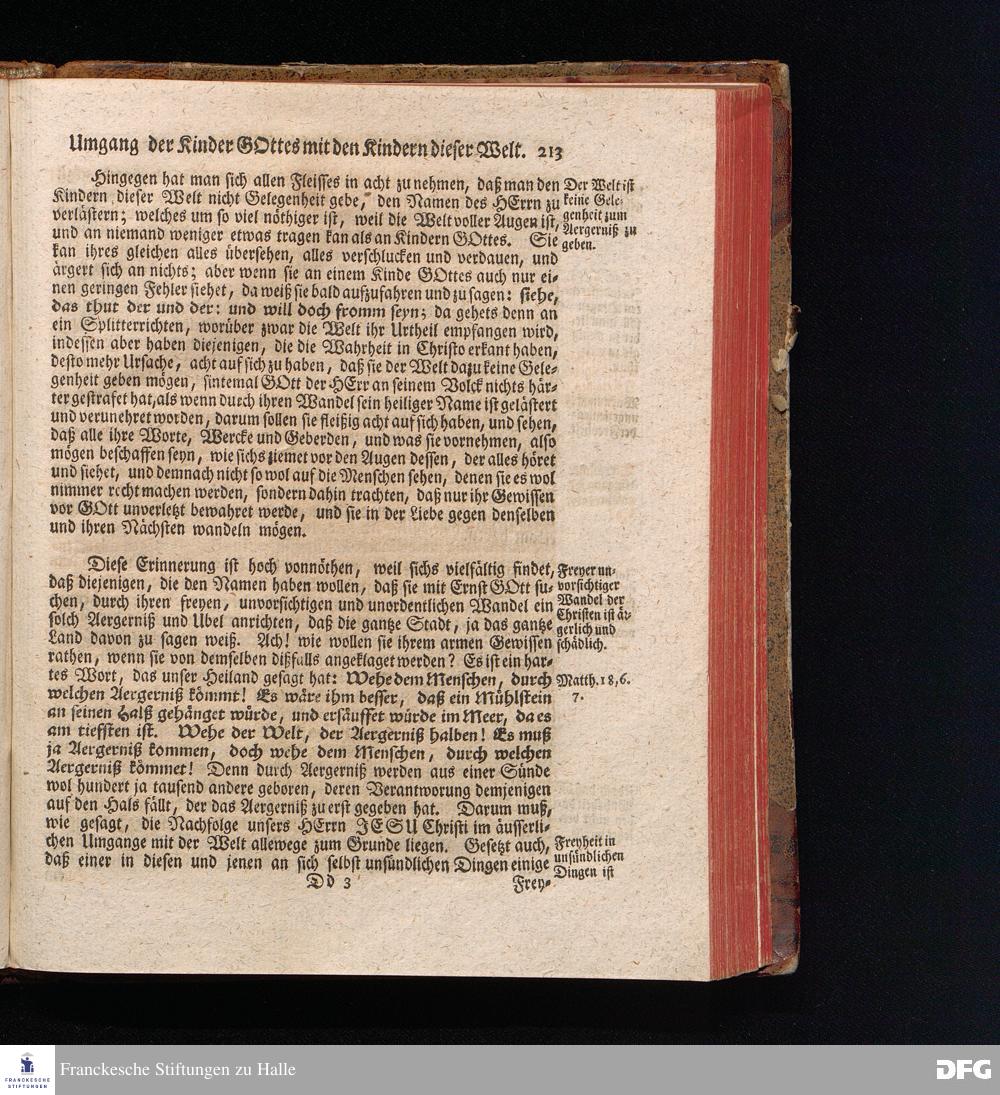 Umgang der Kinder GOttes mit den Kindern dieser Welt. 213
Hingegen hat man sich allen Fleisses in acht zu nehmen, daß man den
Kindern dieser Welt nicht Gelegenheit gebe, den Namen des HErrn zu
verlästern; welches um so viel nöthiger ist, weil die Welt voller Augen ist,
und an niemand weniger etwas tragen kan als an Kindern GOttes. Sie
kan ihres gleichen alles übersehen, alles verschlucken und verdauen, und
ärgert sich an nichts; aber wenn sie an einem Kinde GOttes auch nur ei-
nen geringen Fehler siehet, da weiß sie bald aufzufahren und zu sagen: siehe,
das thut der und der: und will doch fromm seyn; da gehets denn an
ein Splitterrichten, worüber zwar die Welt ihr Urtheil empfangen wird,
indessen aber haben diejenigen, die die Wahrheit in Christo erkant haben,
desto mehr Ursache, acht auf sich zu haben, daß sie der Welt dazu keine Gele-
genheit geben mögen, sintemal GOtt der HErr an seinem Volck nichts här-
ter gestrafet hat, als wenn durch ihren Wandel sein heiliger Name ist gelästert
und verunehret worden, darum sollen sie fleißig acht auf sich haben, und sehen,
daß alle ihre Worte, Wercke und Geberden, und was sie vornehmen, also
mögen beschaffen seyn, wie sichs ziemet vor den Augen dessen, der alles höret
und siehet, und demnach nicht so wol auf die Menschen sehen, denen sie es wol
nimmer recht machen werden, sondern dahin trachten, daß nur ihr Gewissen
vor GOtt unverletzt bewahret werde, und sie in der Liebe gegen denselben
und ihren Nächsten wandeln mögen.
Der Welt ist
keine Gele-
genheit zum
Aergerniß zu
geben.
Diese Erinnerung ist hoch vonnöthen, weil sichs vielfältig findet,
daß diejenigen, die den Namen haben wollen, daß sie mit Ernst GOtt su-
chen, durch ihren freyen, unvorsichtigen und unordentlichen Wandel ein
solch Aergerniß und Ubel anrichten, daß die gantze Stadt, ja das gantze
Land davon zu sagen weiß. Ach! wie wollen sie ihrem armen Gewissen
rathen, wenn sie von demselben dißfalls angeklaget werden? Es ist ein har-
tes Wort, das unser Heiland gesagt hat: Wehe dem Menschen, durch
welchen Aergerniß kömmt! Es wäre ihm besser, daß ein Mühlstein
an seinen Halß gehänget würde, und ersäuffet würde im Meer, da es
am tieffsten ist. Wehe der Welt, der Aergerniß halben! Es muß
ja Aergerniß kommen, doch wehe dem Menschen, durch welchen
Aergerniß kömmet! Denn durch Aergerniß werden aus einer Sünde
wol hundert ja tausend andere geboren, deren Verantworung demjenigen
auf den Hals fällt, der das Aergerniß zu erst gegeben hat. Darum muß,
wie gesagt, die Nachfolge unsers HErrn JESU Christi im äusserli-
chen Umgange mit der Welt allewege zum Grunde liegen. Gesetzt auch,
daß einer in diesen und jenen an sich selbst unsündlichen Dingen einige
Freyer un-
vorsichtiger
Wandel der
Christen ist är-
gerlich und
schädlich.
Matth. 18, 6.
7.
Freyheit in
unsündlichen
Dingen ist
Dd 3
Frey-
FRANCKESCHE
STIFTUNGEN
Franckesche Stiftungen zu Halle
DFG